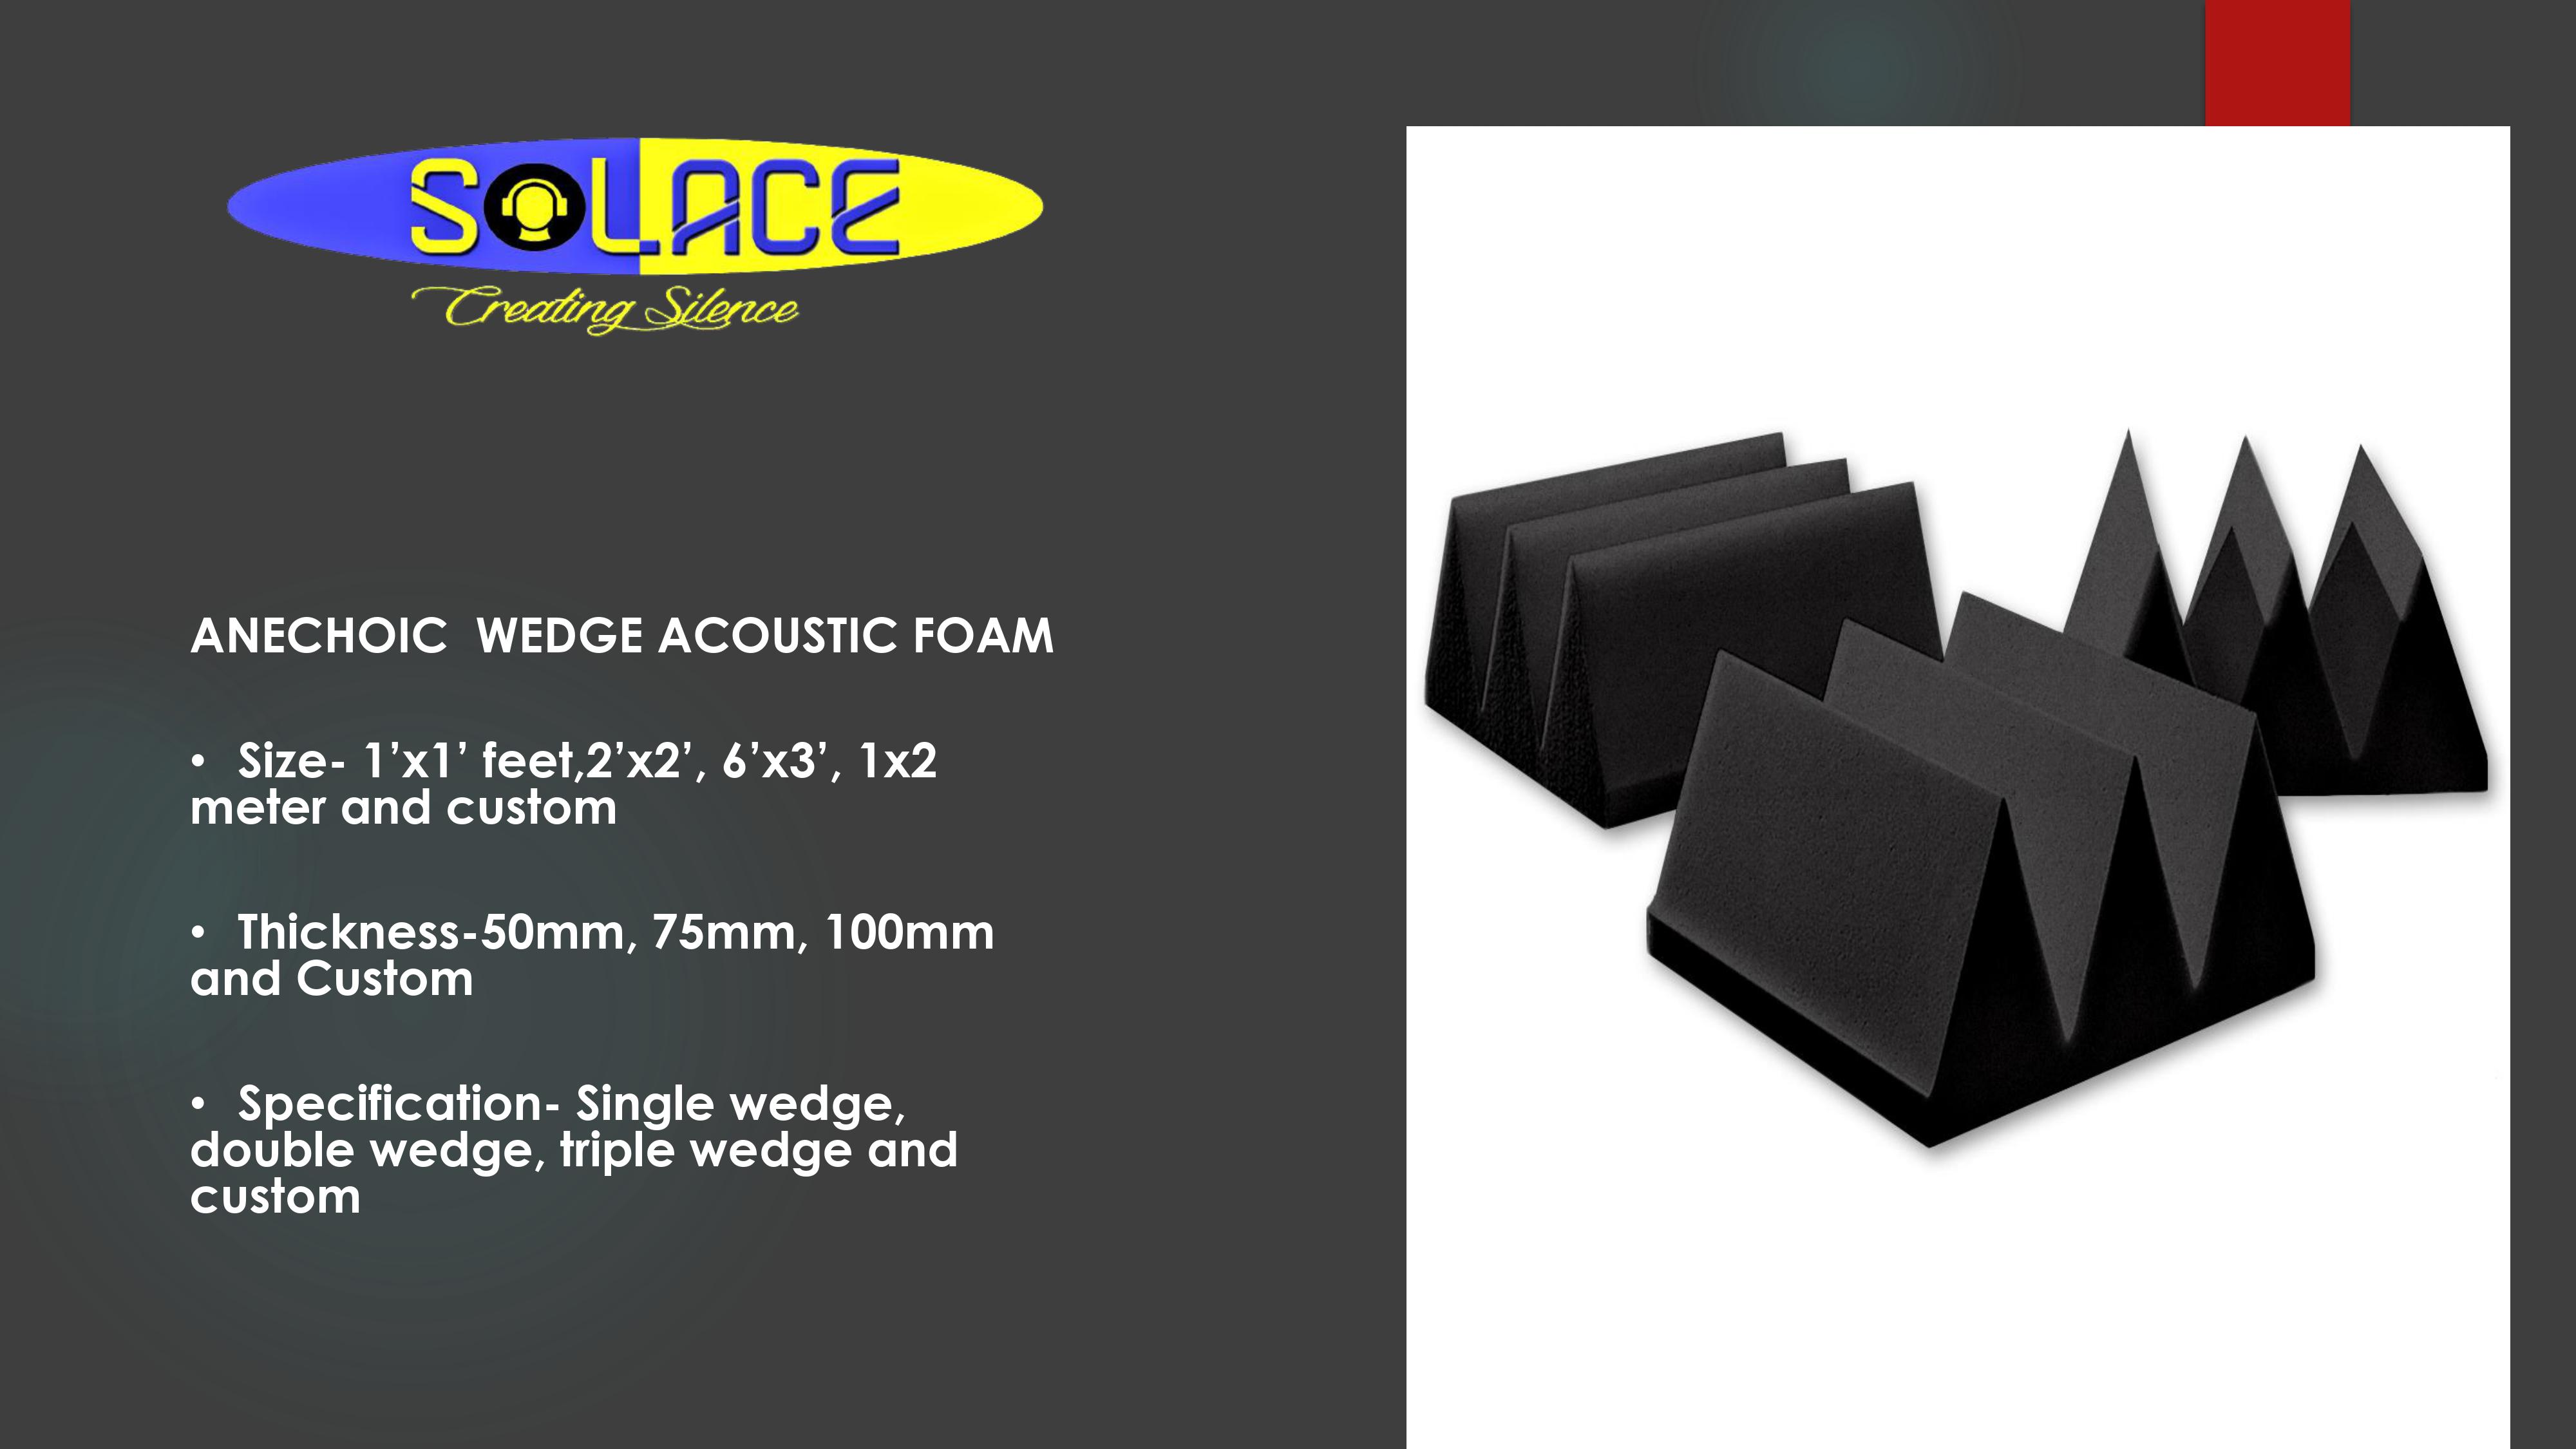 SOLACE
Creating Silence
ANECHOIC  WEDGE ACOUSTIC FOAM
• Size- 1’x1’ feet,2’x2’, 6’x3’, 1x2
meter and custom
• Thickness-50mm, 75mm, 100mm
and Custom
• Specification- Single wedge,
double wedge, triple wedge and
custom